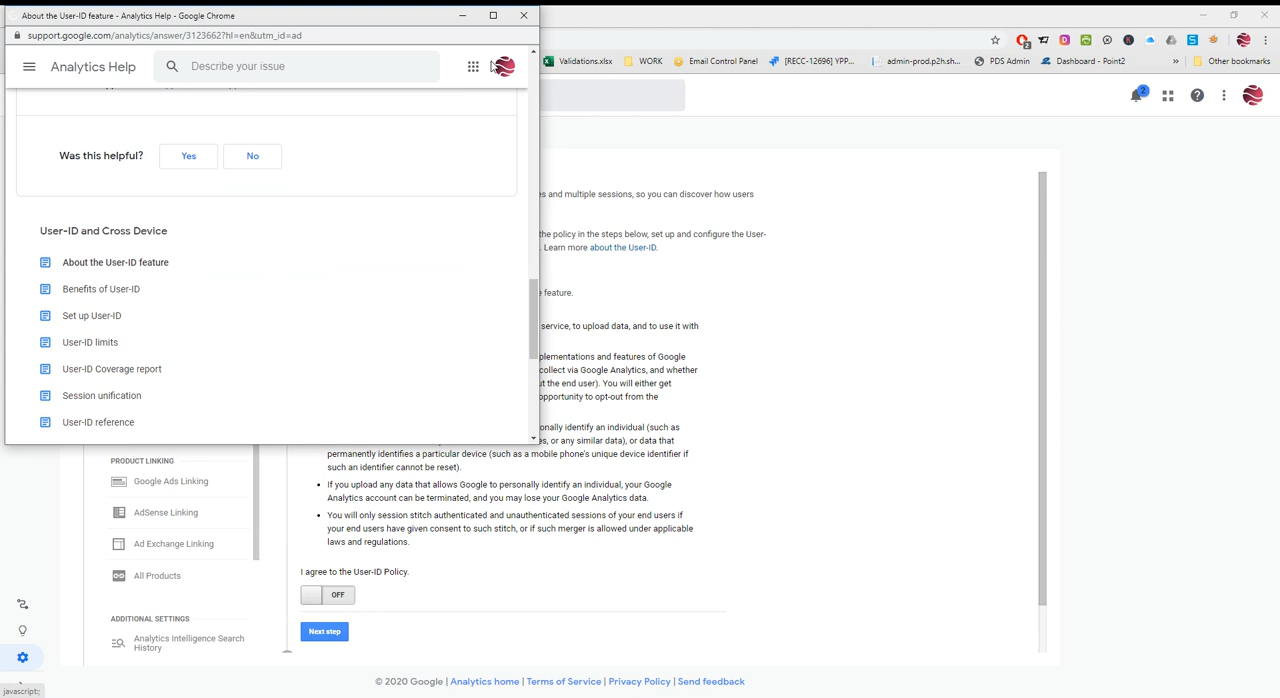 About the User-ID feature - Analytics Help - Google Chrome
support.google.com/analytics/answer/3123662?hl=en&utm_id=ad
Analytics Help
Describe your issue
Validations.xlsx
WORK
Email Control Panel
[RECC-12696] YPP...
admin-prod.p2h.sh...
PDS Admin
Dashboard - Point2
»
Other bookmarks
2
2
Was this helpful?
Yes
No
User-ID and Cross Device
About the User-ID feature
Benefits of User-ID
Set up User-ID
User-ID limits
User-ID Coverage report
Session unification
User-ID reference
es and multiple sessions, so you can discover how users
the policy in the steps below, set up and configure the User-
. Learn more about the User-ID.
e feature.
service, to upload data, and to use it with
plementations and features of Google
collect via Google Analytics, and whether
ut the end user). You will either get
opportunity to opt-out from the
onally identify an individual (such as
es, or any similar data), or data that
permanently identifies a particular device (such as a mobile phone's unique device identifier if
such an identifier cannot be reset).
• If you upload any data that allows Google to personally identify an individual, your Google
Analytics account can be terminated, and you may lose your Google Analytics data.
• You will only session stitch authenticated and unauthenticated sessions of your end users if
your end users have given consent to such stitch, or if such merger is allowed under applicable
laws and regulations.
I agree to the User-ID Policy.
OFF
Next step
PRODUCT LINKING
Google Ads Linking
AdSense Linking
Ad Exchange Linking
All Products
ADDITIONAL SETTINGS
Analytics Intelligence Search
History
© 2020 Google | Analytics home | Terms of Service | Privacy Policy | Send feedback
javascript:;